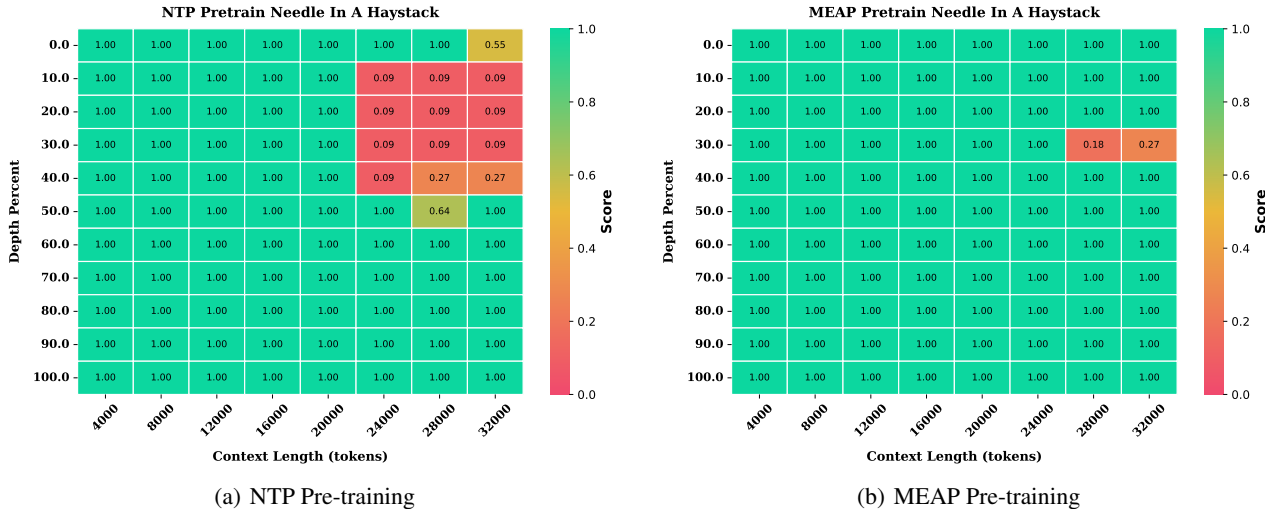 NTP Pretrain Needle In A Haystack
0.0 1.00 1.00 1.00 1.00 1.00 1.00 1.00 0.55
10.0 1.00 1.00 1.00 1.00 1.00 0.09 0.09 0.09
20.0 1.00 1.00 1.00 1.00 1.00 0.09 0.09 0.09
30.0 1.00 1.00 1.00 1.00 1.00 0.09 0.09 0.09
40.0 1.00 1.00 1.00 1.00 1.00 0.09 0.27 0.27
50.0 1.00 1.00 1.00 1.00 1.00 1.00 0.64 1.00
60.0 1.00 1.00 1.00 1.00 1.00 1.00 1.00 1.00
70.0 1.00 1.00 1.00 1.00 1.00 1.00 1.00 1.00
80.0 1.00 1.00 1.00 1.00 1.00 1.00 1.00 1.00
90.0 1.00 1.00 1.00 1.00 1.00 1.00 1.00 1.00
100.0 1.00 1.00 1.00 1.00 1.00 1.00 1.00 1.00
4000 8000 12000 16000 20000 24000 28000 32000
Context Length (tokens)
Depth Percent
1.0
0.8
0.6
0.4
0.2
0.0
Score
(a) NTP Pre-training
MEAP Pretrain Needle In A Haystack
0.0 1.00 1.00 1.00 1.00 1.00 1.00 1.00 1.00
10.0 1.00 1.00 1.00 1.00 1.00 1.00 1.00 1.00
20.0 1.00 1.00 1.00 1.00 1.00 1.00 1.00 1.00
30.0 1.00 1.00 1.00 1.00 1.00 1.00 0.18 0.27
40.0 1.00 1.00 1.00 1.00 1.00 1.00 1.00 1.00
50.0 1.00 1.00 1.00 1.00 1.00 1.00 1.00 1.00
60.0 1.00 1.00 1.00 1.00 1.00 1.00 1.00 1.00
70.0 1.00 1.00 1.00 1.00 1.00 1.00 1.00 1.00
80.0 1.00 1.00 1.00 1.00 1.00 1.00 1.00 1.00
90.0 1.00 1.00 1.00 1.00 1.00 1.00 1.00 1.00
100.0 1.00 1.00 1.00 1.00 1.00 1.00 1.00 1.00
4000 8000 12000 16000 20000 24000 28000 32000
Context Length (tokens)
Depth Percent
1.0
0.8
0.6
0.4
0.2
0.0
Score
(b) MEAP Pre-training